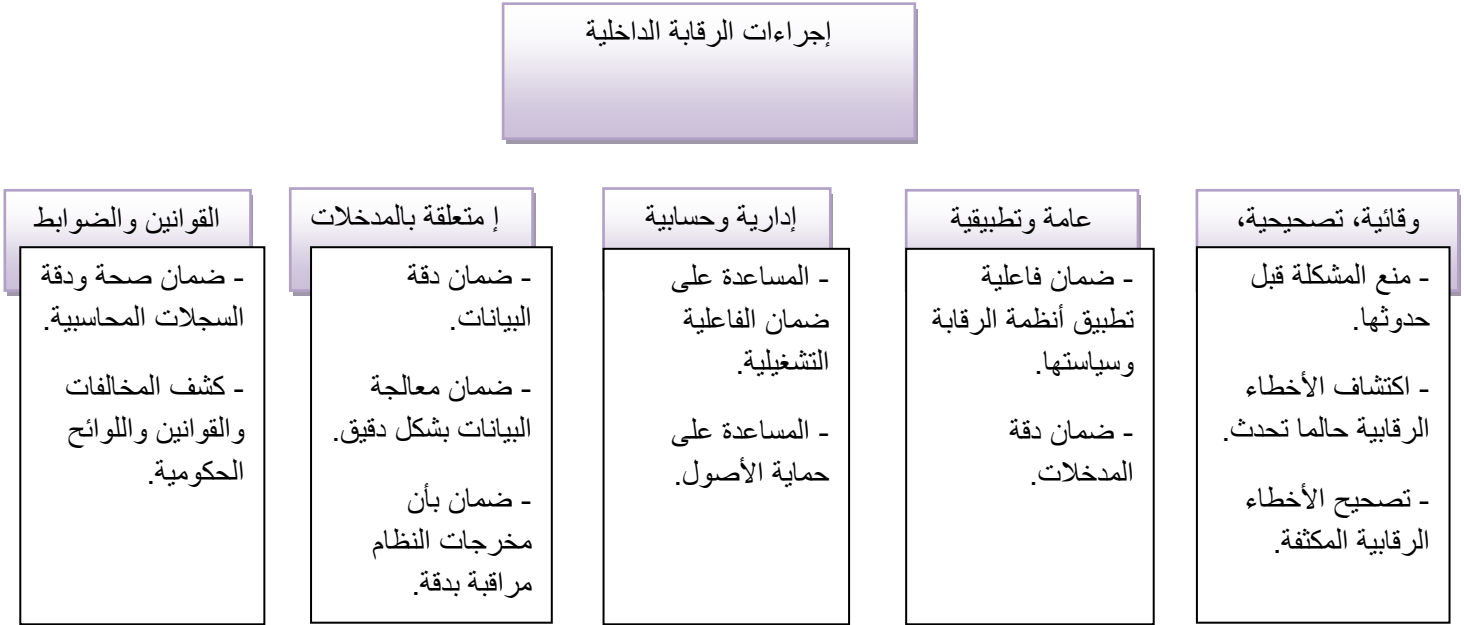 إجراءات الرقابة الداخلية
وقائية، تصحيحية،
- منع المشكلة قبل
حدوثها.
- اكتشاف الأخطاء
الرقابية حالما تحدث.
- تصحيح الأخطاء
الرقابية المكثفة.
عامة وتطبيقية
- ضمان فاعلية
تطبيق أنظمة الرقابة
وسياستها.
- ضمان دقة
المدخلات.
إدارية وحسابية
- المساعدة على
ضمان الفاعلية
التشغيلية.
- المساعدة على
حماية الأصول.
إ متعلقة بالمدخلات
- ضمان دقة
البيانات.
- ضمان معالجة
البيانات بشكل دقيق.
- ضمان بأن
مخرجات النظام
مراقبة بدقة.
القوانين والضوابط
- ضمان صحة ودقة
السجلات المحاسبية.
- كشف المخالفات
والقوانين واللوائح
الحكومية.